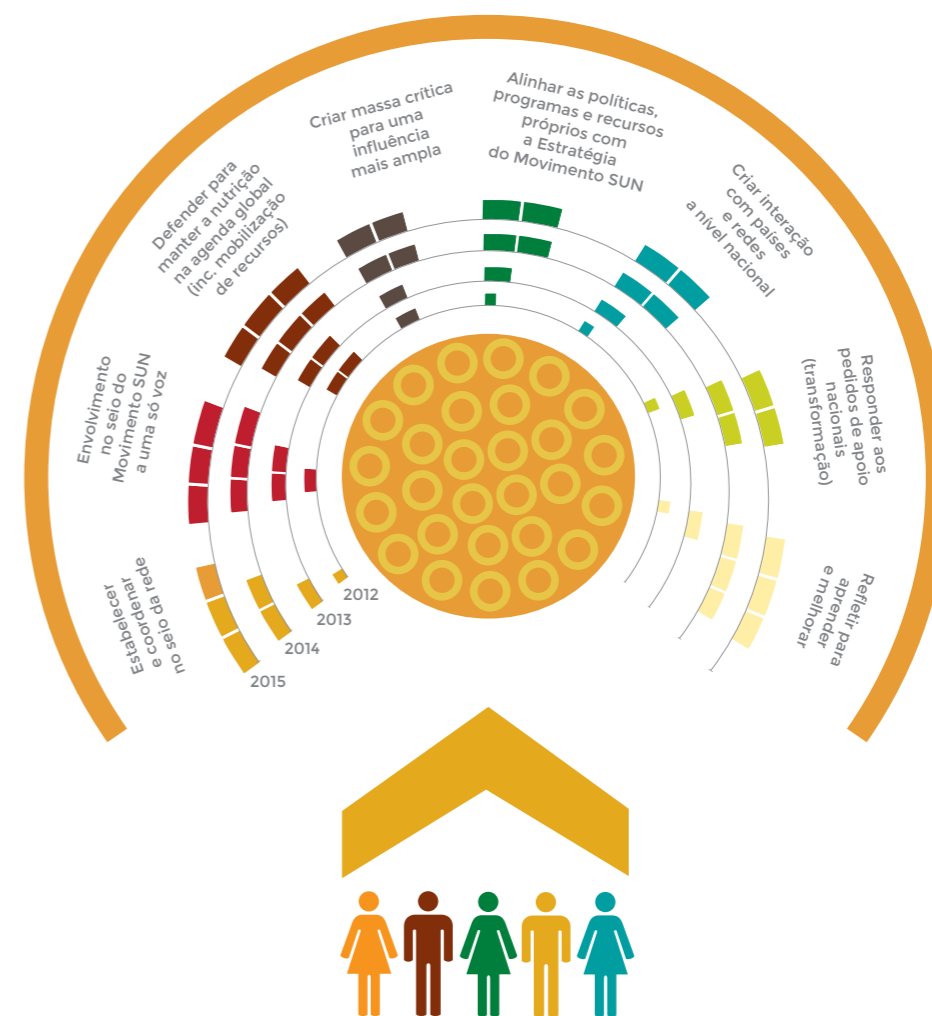 Estabelecer
e coordenar
no seio da rede
Envolvimento
no seio do
Movimento SUN
a uma só voz
Defender para
manter a nutrição
na agenda global
(inc. mobilização
de recursos)
Criar massa crítica
para uma
influência
mais ampla
Alinhar as políticas,
programas e recursos
próprios com
a Estratégia
do Movimento SUN
Criar interação
com países
e redes
a nível nacional
Responder aos
pedidos de apoio
nacionais
(transformação)
Refletir para
aprender
e melhorar
2012
2013
2014
2015